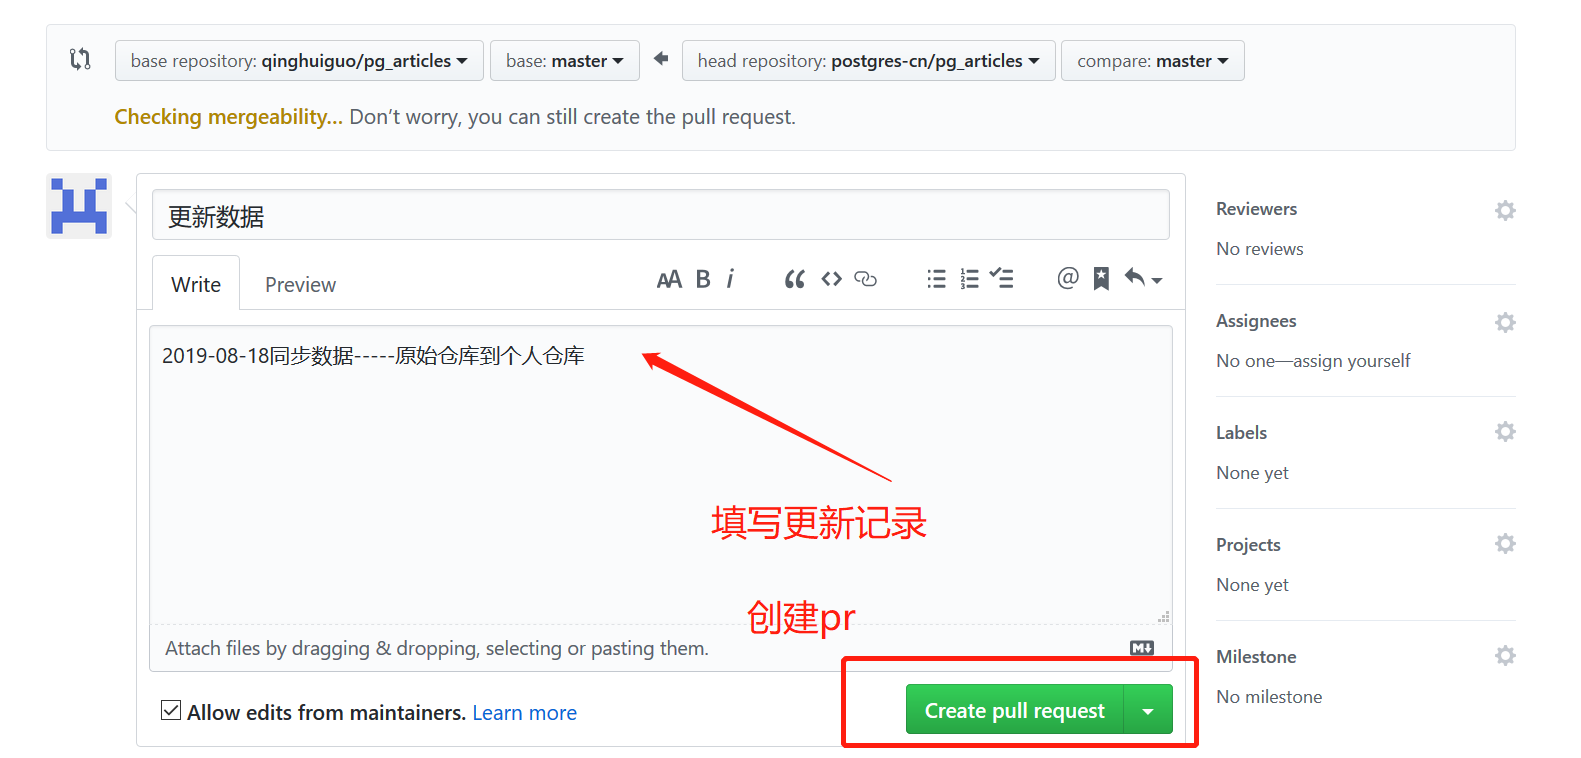 base repository: qinghuiguo/pg_articles base: master head repository: postgres-cn/pg_articles compare: master
Checking mergeability... Don't worry, you can still create the pull request.
更新数据
Write Preview
2019-08-18同步数据-----原始仓库到个人仓库
填写更新记录
创建pr
Attach files by dragging & dropping, selecting or pasting them.
Allow edits from maintainers. Learn more
Create pull request
Reviewers
No reviews
Assignees
No one—assign yourself
Labels
None yet
Projects
None yet
Milestone
No milestone